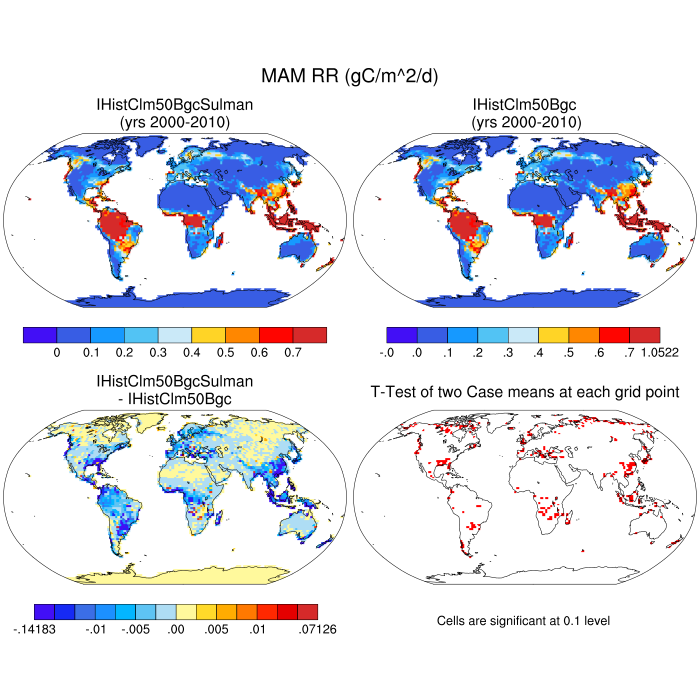 MAM RR (gC/m^2/d)
IHistClm50BgcSulman
(yrs 2000-2010)
IHistClm50Bgc
(yrs 2000-2010)
0 0.1 0.2 0.3 0.4 0.5 0.6 0.7
-.0 .0 .1 .2 .3 .4 .5 .6 .7 1.0522
IHistClm50BgcSulman
- IHistClm50Bgc
T-Test of two Case means at each grid point
-.14183 -.01 -.005 .00 .005 .01 .07126
Cells are significant at 0.1 level